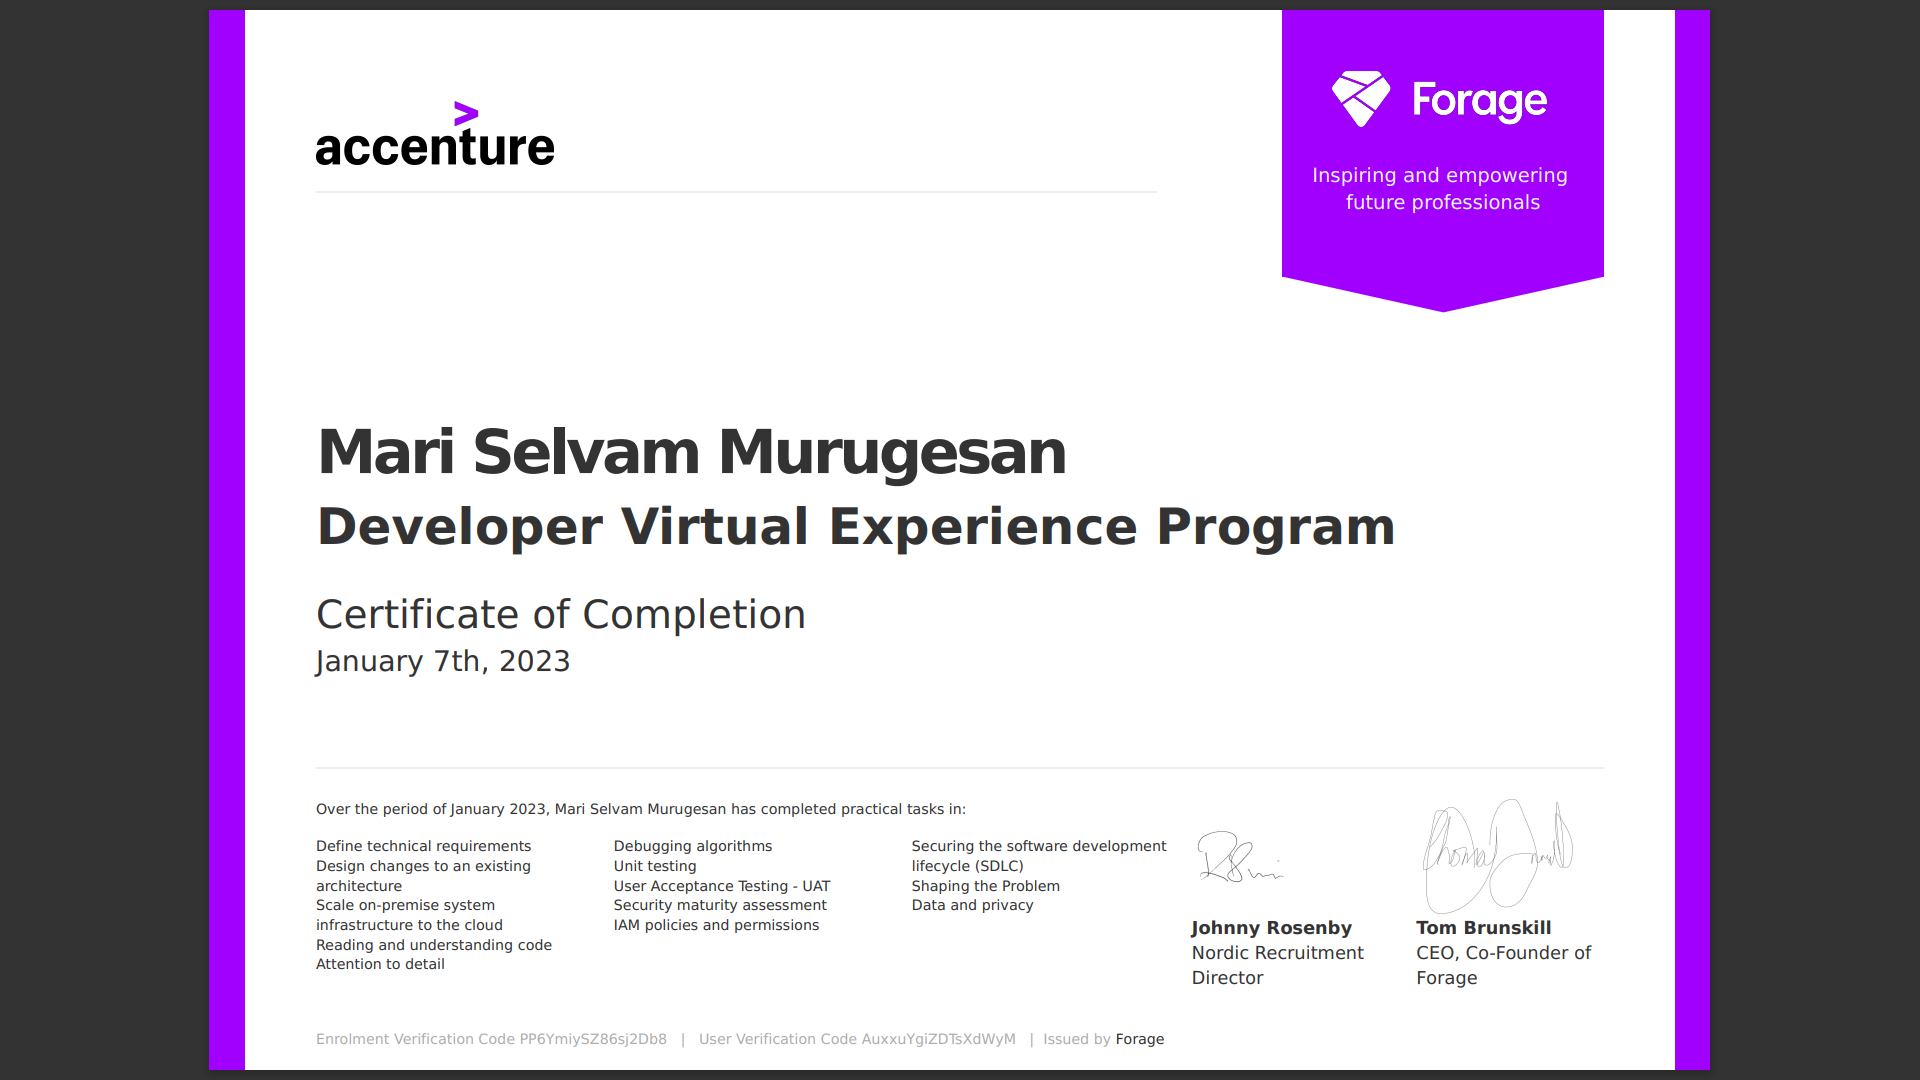 accenture
>
Forage
Inspiring and empowering
future professionals
Mari Selvam Murugesan
Developer Virtual Experience Program
Certificate of Completion
January 7th, 2023
Over the period of January 2023, Mari Selvam Murugesan has completed practical tasks in:
Define technical requirements
Design changes to an existing
architecture
Scale on-premise system
infrastructure to the cloud
Reading and understanding code
Attention to detail
Debugging algorithms
Unit testing
User Acceptance Testing - UAT
Security maturity assessment
IAM policies and permissions
Securing the software development
lifecycle (SDLC)
Shaping the Problem
Data and privacy
Johnny Rosenby
Nordic Recruitment
Director
Tom Brunskill
CEO, Co-Founder of
Forage
Enrolment Verification Code PP6YmiySZ86sj2Db8 | User Verification Code AuxxuYgiZDTsXdWyM | Issued by Forage